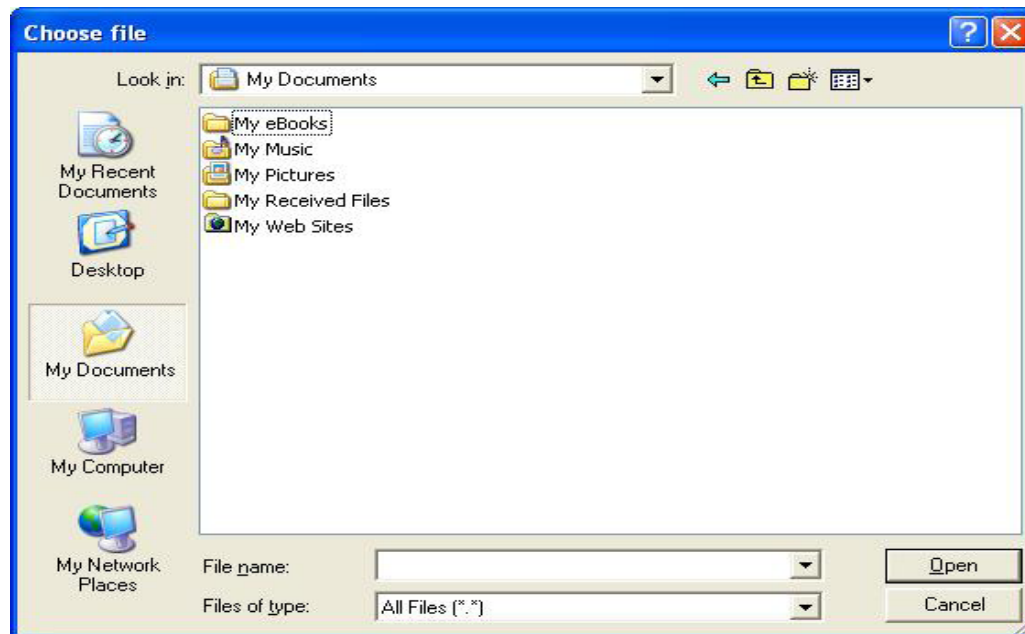 Choose file
?
Look in:
My Documents
My Recent
Documents
Desktop
My Documents
My Computer
My Network
Places
My eBooks
My Music
My Pictures
My Received Files
My Web Sites
File name:
Open
Files of type:
All Files (*.*)
Cancel